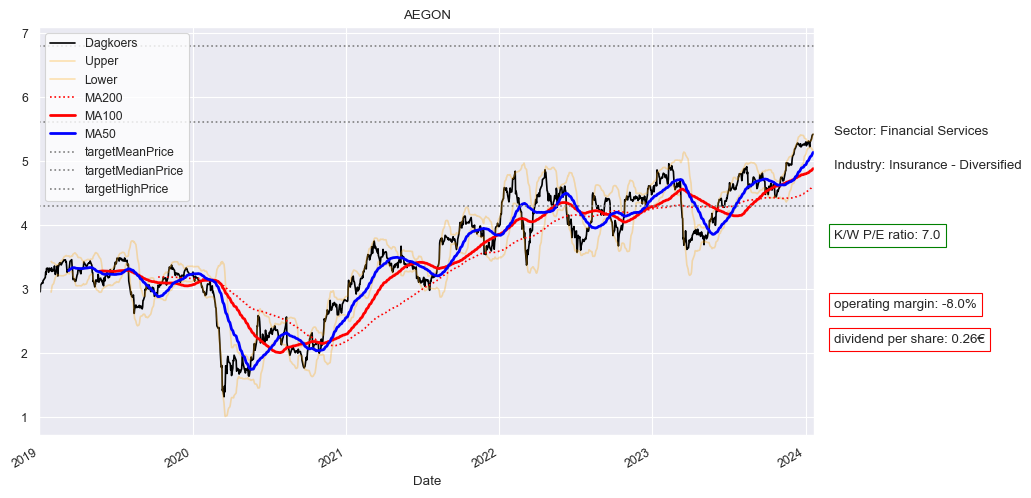 AEGON
7
6
5
4
3
2
1
Dagkoers
Upper
Lower
MA200
MA100
MA50
targetMeanPrice
targetMedianPrice
targetHighPrice
Sector: Financial Services
Industry: Insurance - Diversified
K/W P/E ratio: 7.0
operating margin: -8.0%
dividend per share: 0.26€
2019
2020
2021
2022
2023
2024
Date